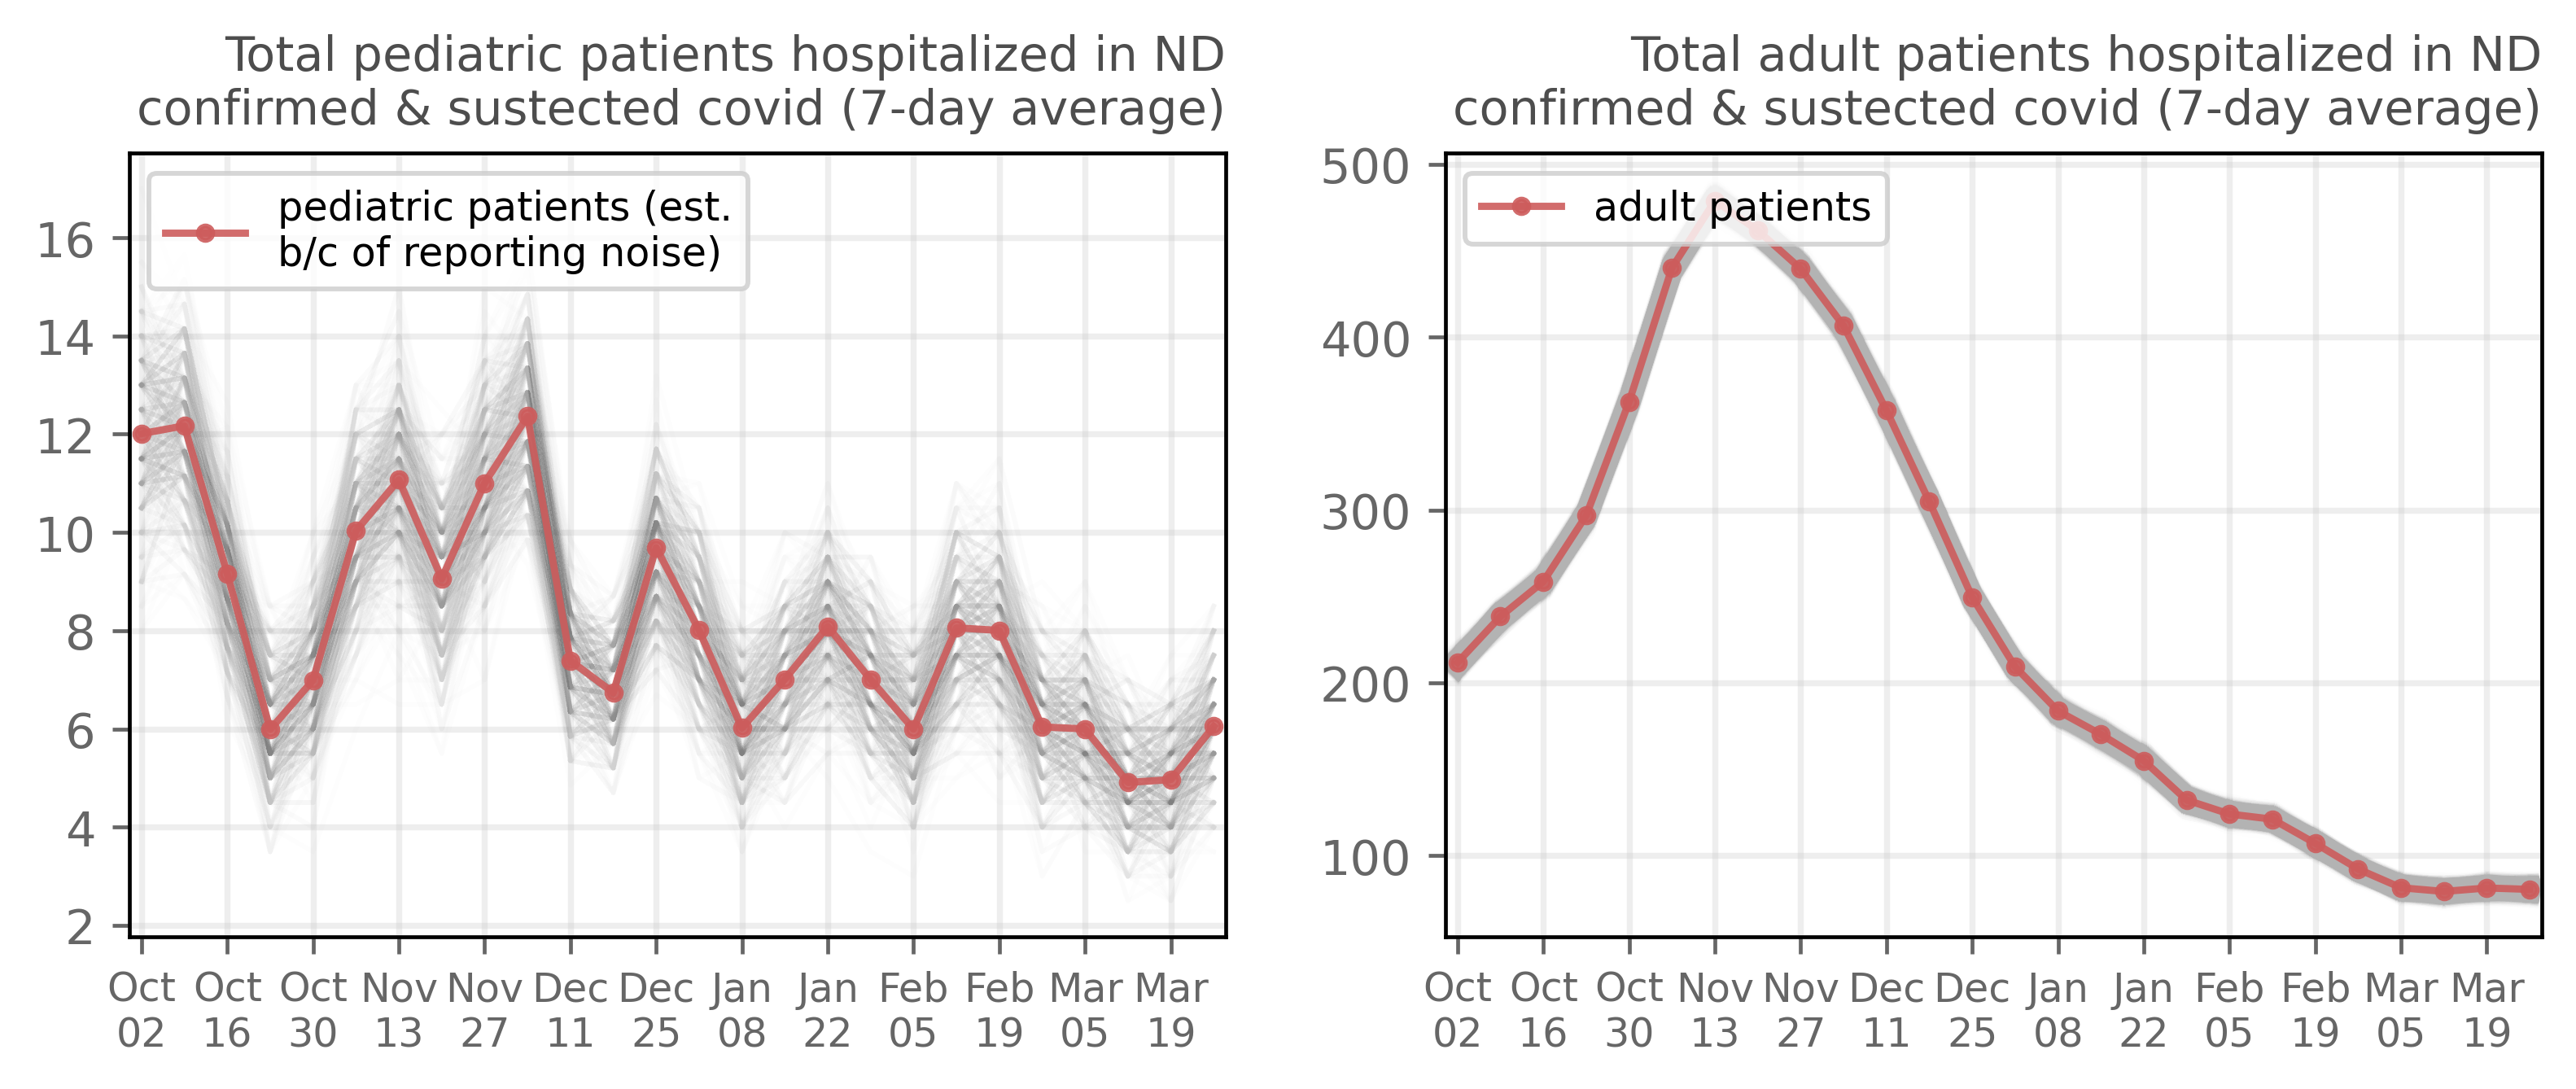 Total pediatric patients hospitalized in ND
confirmed & sustected covid (7-day average)
pediatric patients (est.
b/c of reporting noise)
16
14
12
10
8
6
4
2
Oct Oct Oct Nov Nov Dec Dec Jan Jan Feb Feb Mar Mar
02 16 30 13 27 11 25 08 22 05 19 05 19
Total adult patients hospitalized in ND
confirmed & sustected covid (7-day average)
adult patients
500
400
300
200
100
Oct Oct Oct Nov Nov Dec Dec Jan Jan Feb Feb Mar Mar
02 16 30 13 27 11 25 08 22 05 19 05 19